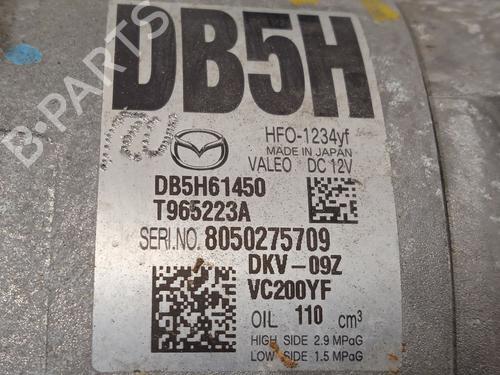 DB5H
B-PARTS
HFO-1234yf
MADE IN JAPAN
VALEO DC 12V
DB5H61450
T965223A
SERI.NO. 8050275709
DKV-09Z
VC200YF
OIL 110 cm³
HIGH SIDE 2.9 MPaG
LOW SIDE 1.5 MPaG